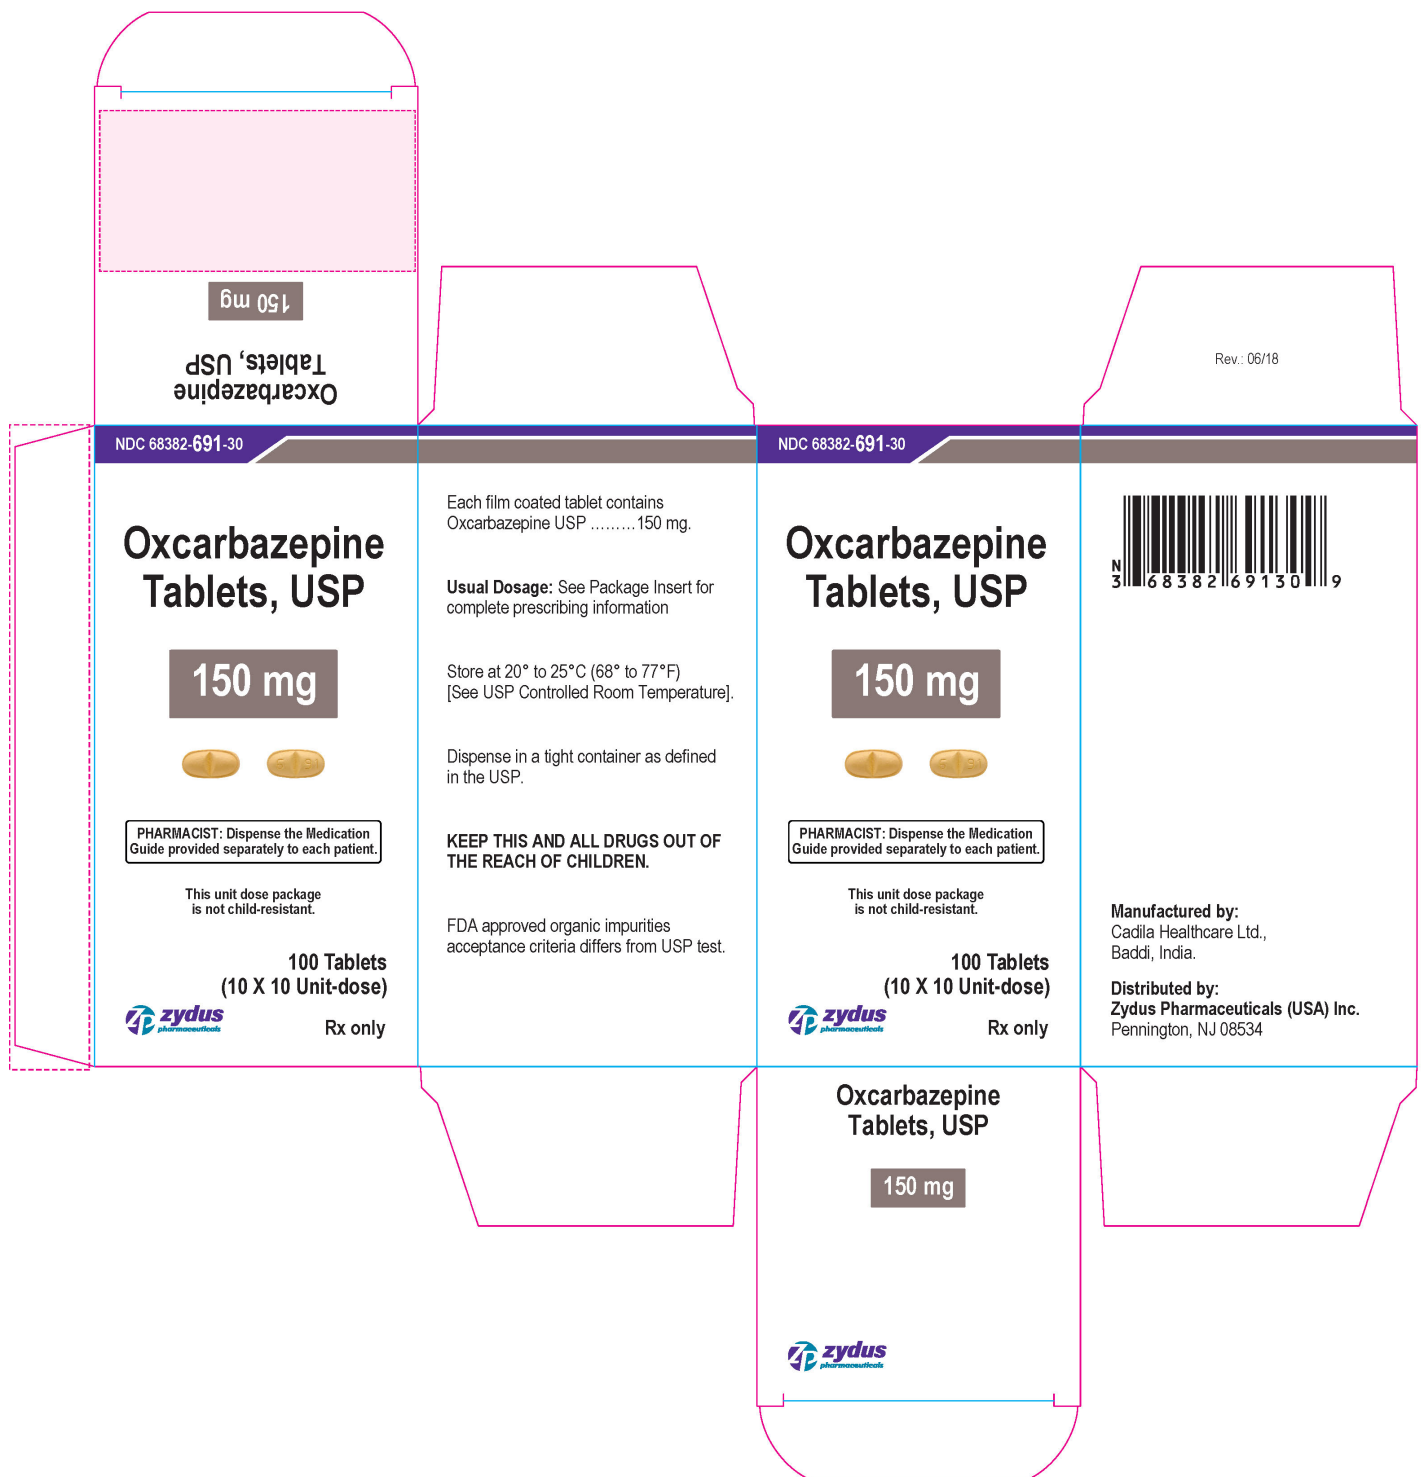 150 mg
Oxcarbazepine
Tablets, USP
Rev.: 06/18
NDC 68382-691-30
Oxcarbazepine
Tablets, USP
150 mg
PHARMACIST: Dispense the Medication
Guide provided separately to each patient.
This unit dose package
is not child-resistant.
100 Tablets
(10 X 10 Unit-dose)
zydus
pharmaceuticals
Rx only
Each film coated tablet contains
Oxcarbazepine USP .........150 mg.
Usual Dosage: See Package Insert for
complete prescribing information
Store at 20° to 25°C (68° to 77°F)
[See USP Controlled Room Temperature].
Dispense in a tight container as defined
in the USP.
KEEP THIS AND ALL DRUGS OUT OF
THE REACH OF CHILDREN.
FDA approved organic impurities
acceptance criteria differs from USP test.
NDC 68382-691-30
Oxcarbazepine
Tablets, USP
150 mg
PHARMACIST: Dispense the Medication
Guide provided separately to each patient.
This unit dose package
is not child-resistant.
100 Tablets
(10 X 10 Unit-dose)
zydus
pharmaceuticals
Rx only
N
3 68382 69130 9
Manufactured by:
Cadila Healthcare Ltd.,
Baddi, India.
Distributed by:
Zydus Pharmaceuticals (USA) Inc.
Pennington, NJ 08534
Oxcarbazepine
Tablets, USP
150 mg
zydus
pharmaceuticals